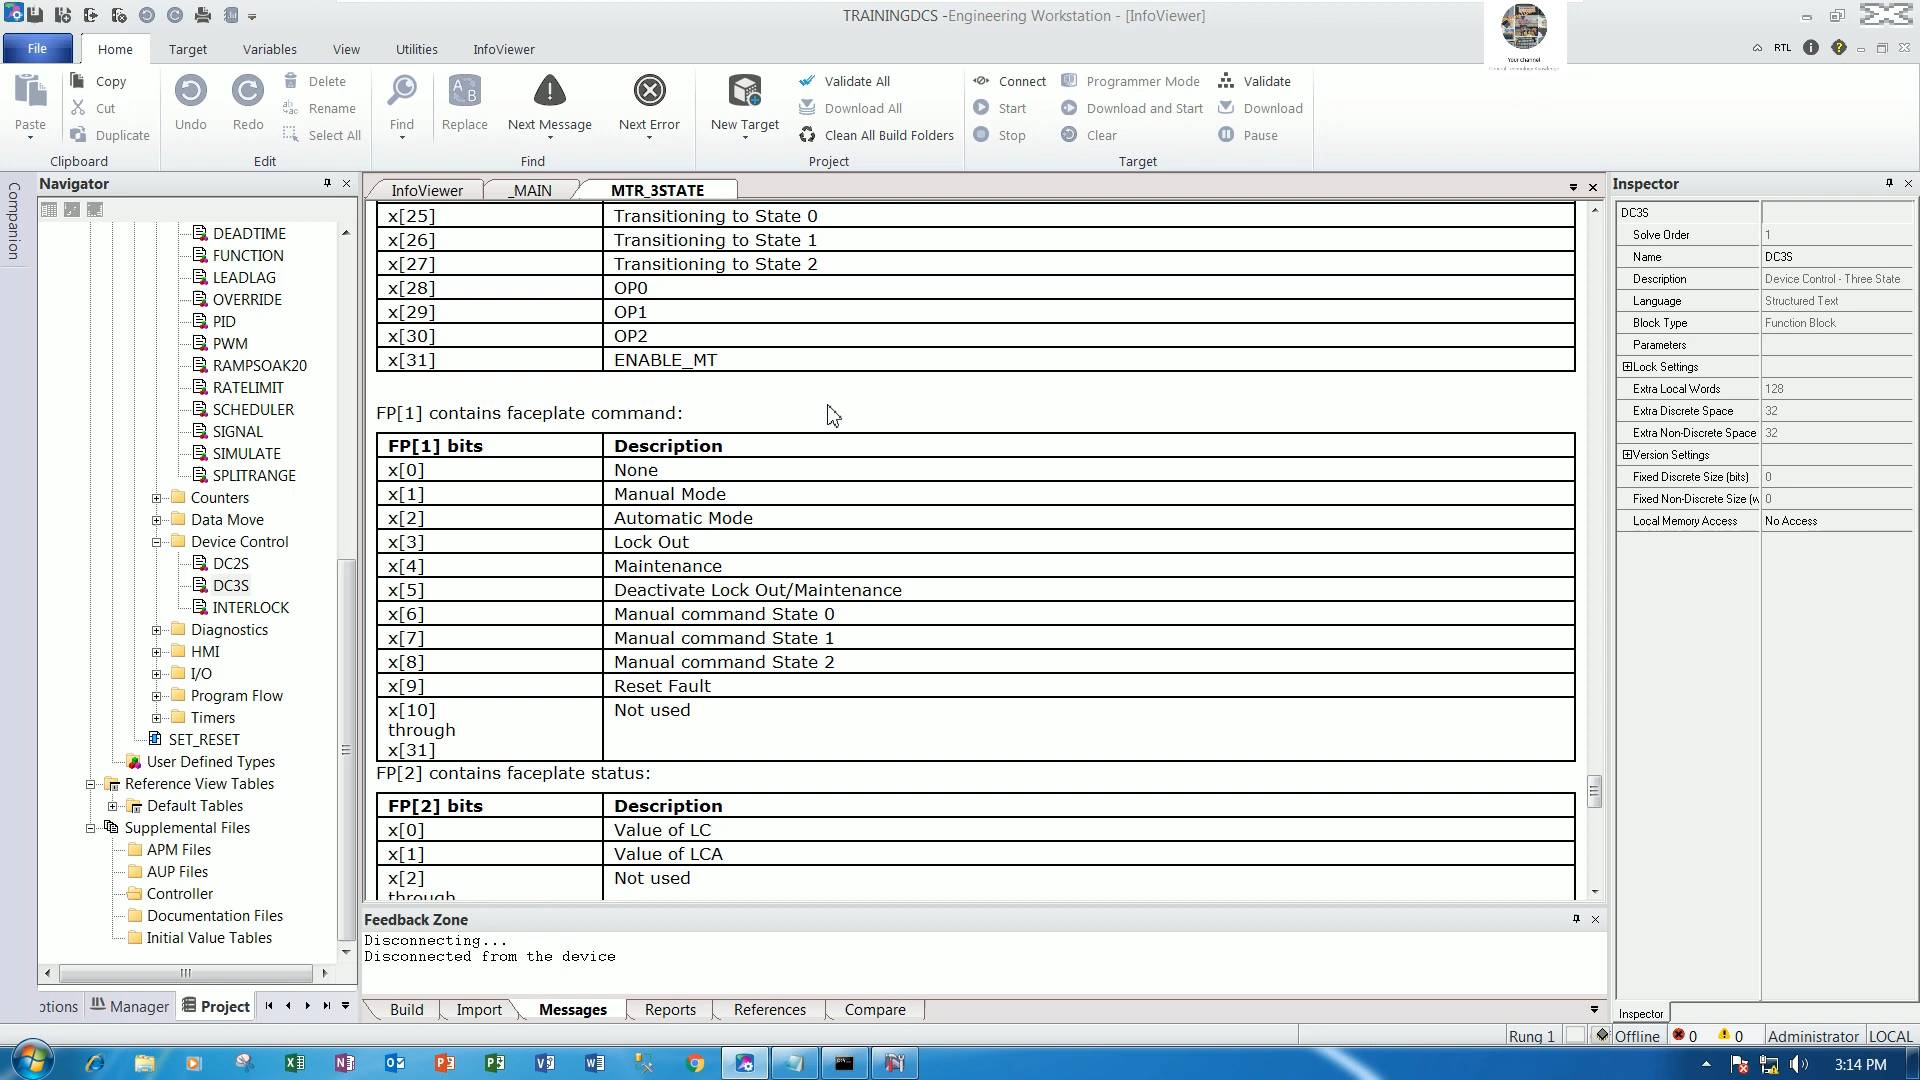 TRAININGDCS -Engineering Workstation - [InfoViewer]
File
Home
Target
Variables
View
Utilities
InfoViewer
Your channel
RTL
Paste
Copy
Cut
Duplicate
Clipboard
Undo
Redo
Delete
Rename
Select All
Edit
Find
Replace
Next Message
Next Error
Find
New Target
Validate All
Download All
Clean All Build Folders
Project
Connect
Start
Stop
Programmer Mode
Download and Start
Clear
Validate
Download
Pause
Target
Companion
Navigator
DEADTIME
FUNCTION
LEADLAG
OVERRIDE
PID
PWM
RAMPSOAK20
RATELIMIT
SCHEDULER
SIGNAL
SIMULATE
SPLITRANGE
Counters
Data Move
Device Control
DC2S
DC3S
INTERLOCK
Diagnostics
HMI
I/O
Program Flow
Timers
SET_RESET
User Defined Types
Reference View Tables
Default Tables
Supplemental Files
APM Files
AUP Files
Controller
Documentation Files
Initial Value Tables
otions
Manager
Project
InfoViewer
_MAIN
MTR_3STATE
x[25] Transitioning to State 0
x[26] Transitioning to State 1
x[27] Transitioning to State 2
x[28] OP0
x[29] OP1
x[30] OP2
x[31] ENABLE_MT
FP[1] contains faceplate command:
FP[1] bits Description
x[0] None
x[1] Manual Mode
x[2] Automatic Mode
x[3] Lock Out
x[4] Maintenance
x[5] Deactivate Lock Out/Maintenance
x[6] Manual command State 0
x[7] Manual command State 1
x[8] Manual command State 2
x[9] Reset Fault
x[10] Not used
through
x[31]
FP[2] contains faceplate status:
FP[2] bits Description
x[0] Value of LC
x[1] Value of LCA
x[2] Not used
through
Feedback Zone
Disconnecting...
Disconnected from the device
Build
Import
Messages
Reports
References
Compare
Inspector
DC3S
Solve Order 1
Name DC3S
Description Device Control - Three State
Language Structured Text
Block Type Function Block
Parameters
Lock Settings
Extra Local Words 128
Extra Discrete Space 32
Extra Non-Discrete Space 32
Version Settings
Fixed Discrete Size (bits) 0
Fixed Non-Discrete Size (w 0
Local Memory Access No Access
Inspector
Rung 1
Offline
0
0
Administrator
LOCAL
3:14 PM